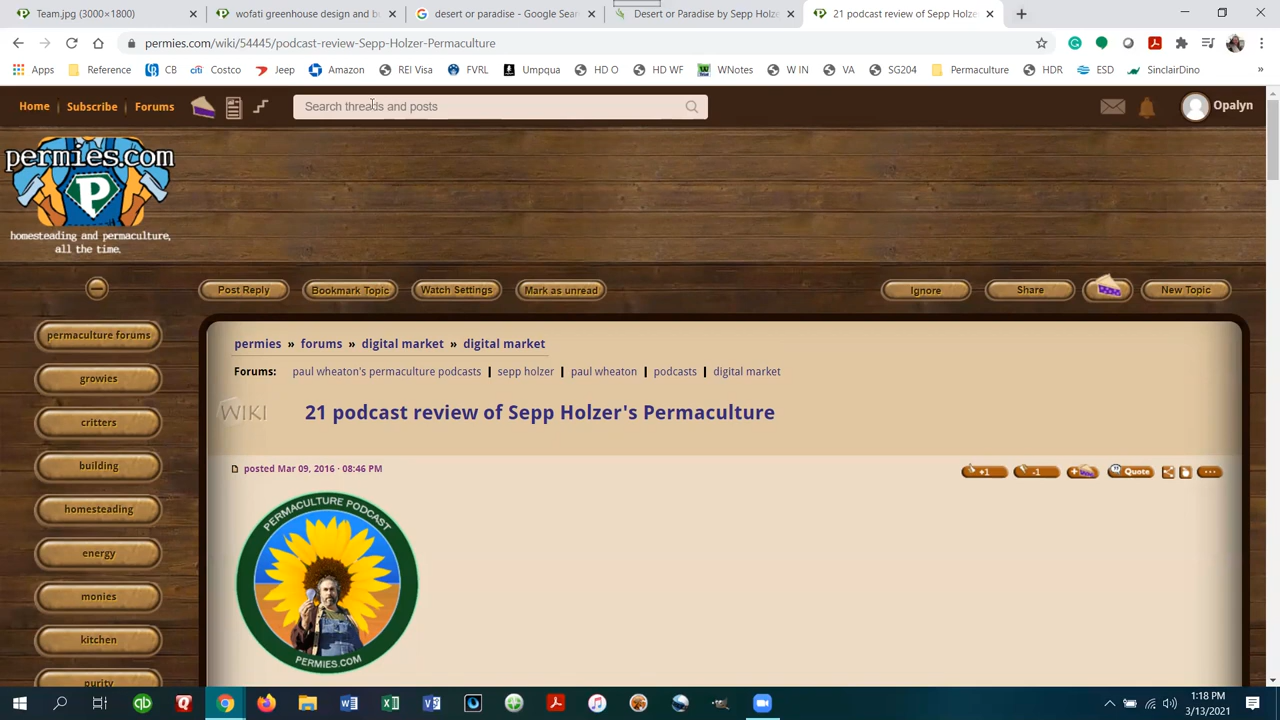 Team.jpg (3000×1800)
wofati greenhouse design and bu
desert or paradise - Google Sear
Desert or Paradise by Sepp Holz
21 podcast review of Sepp Holze
permies.com/wiki/54445/podcast-review-Sepp-Holzer-Permaculture
Apps Reference CB Costco Jeep Amazon REI Visa FVRL Umpqua HD O HD WF WNotes W IN VA SG204 Permaculture HDR ESD SinclairDino »
Home | Subscribe | Forums
Search threads and posts
Opalyn
permies.com
P
homesteading and permaculture,
all the time.
Post Reply Bookmark Topic Watch Settings Mark as unread Ignore Share New Topic
permaculture forums
growies
critters
building
homesteading
energy
monies
kitchen
purity
permies » forums » digital market » digital market
Forums: paul wheaton's permaculture podcasts | sepp holzer | paul wheaton | podcasts | digital market
WIKI
21 podcast review of Sepp Holzer's Permaculture
posted Mar 09, 2016 · 08:46 PM
+1 -1 + Quote ...
PERMACULTURE PODCAST
PERMIES.COM
1:18 PM
3/13/2021